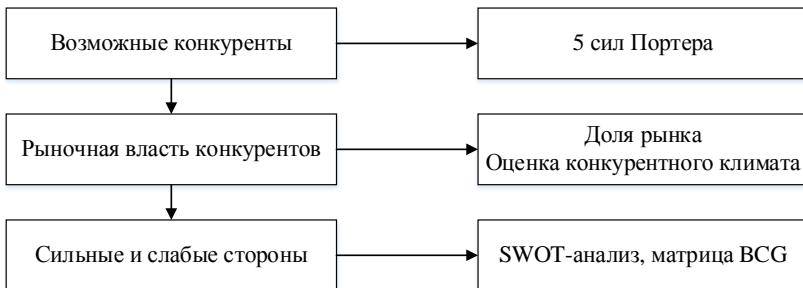 Возможные конкуренты
5 сил Портера
Рыночная власть конкурентов
Доля рынка
Оценка конкурентного климата
Сильные и слабые стороны
SWOT-анализ, матрица BCG